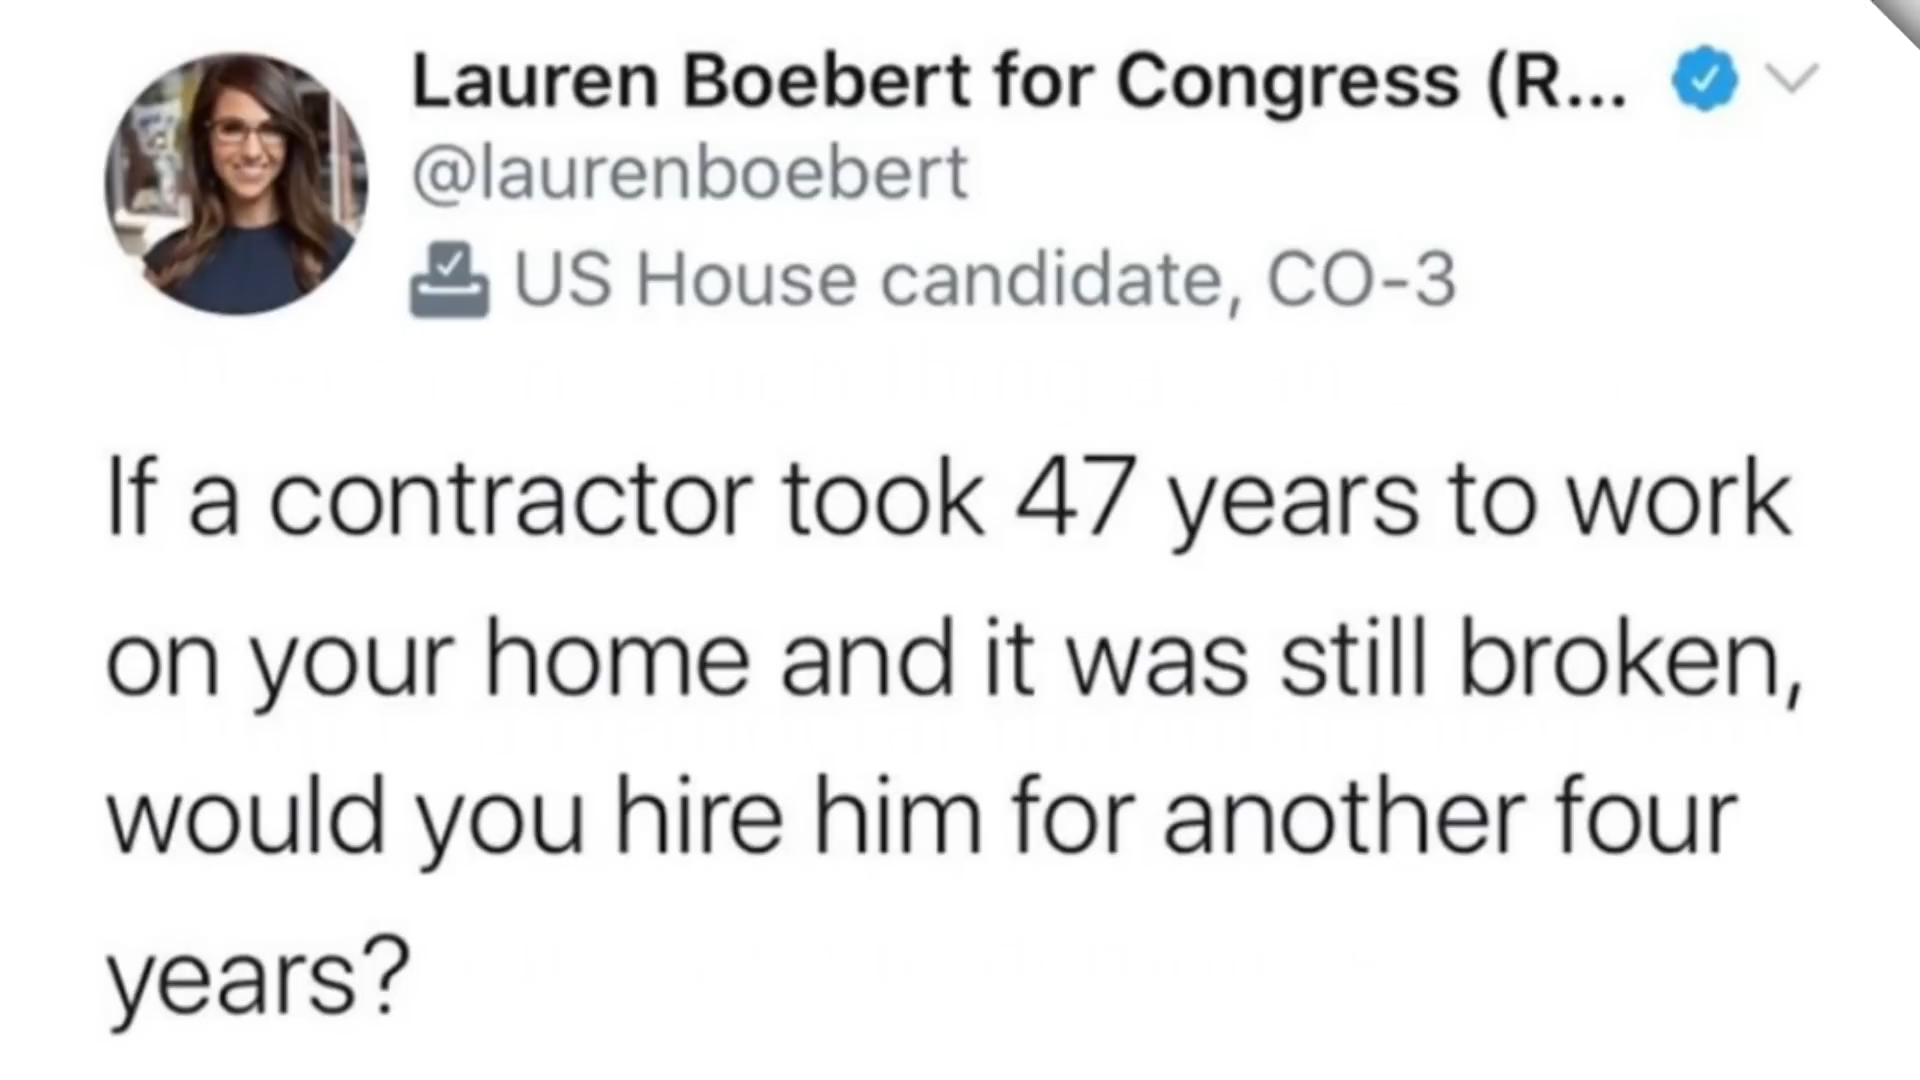 Lauren Boebert for Congress (R...
@laurenboebert
US House candidate, CO-3
If a contractor took 47 years to work
on your home and it was still broken,
would you hire him for another four
years?